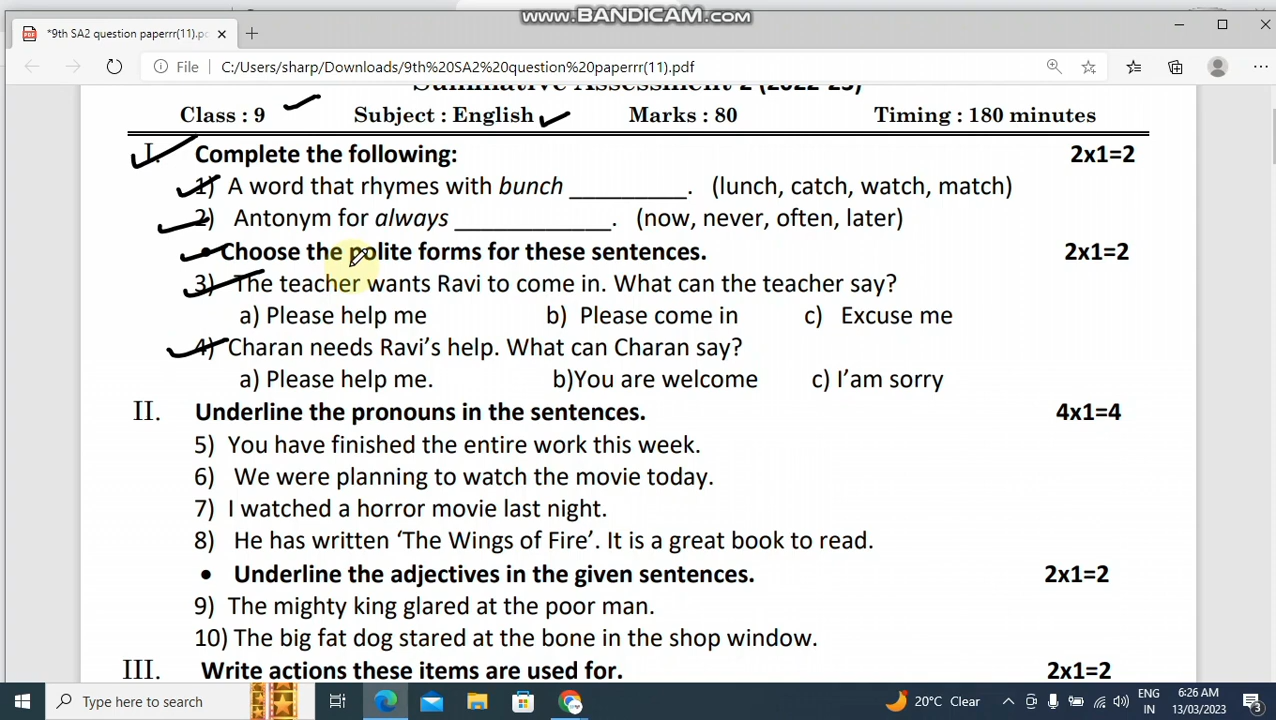 www.BANDICAM.com
*9th SA2 question paperrr(11).p
File | C:/Users/sharp/Downloads/9th%20SA2%20question%20paperrr(11).pdf
Summative Assessment 2 (2022-23)
Class : 9 Subject : English Marks : 80 Timing : 180 minutes
I. Complete the following: 2x1=2
1) A word that rhymes with bunch _________. (lunch, catch, watch, match)
2) Antonym for always ____________. (now, never, often, later)
• Choose the polite forms for these sentences. 2x1=2
3) The teacher wants Ravi to come in. What can the teacher say?
a) Please help me b) Please come in c) Excuse me
4) Charan needs Ravi's help. What can Charan say?
a) Please help me. b)You are welcome c) I'am sorry
II. Underline the pronouns in the sentences. 4x1=4
5) You have finished the entire work this week.
6) We were planning to watch the movie today.
7) I watched a horror movie last night.
8) He has written ‘The Wings of Fire’. It is a great book to read.
• Underline the adjectives in the given sentences. 2x1=2
9) The mighty king glared at the poor man.
10) The big fat dog stared at the bone in the shop window.
III. Write actions these items are used for. 2x1=2
Type here to search
20°C Clear
ENG
IN
6:26 AM
13/03/2023
3